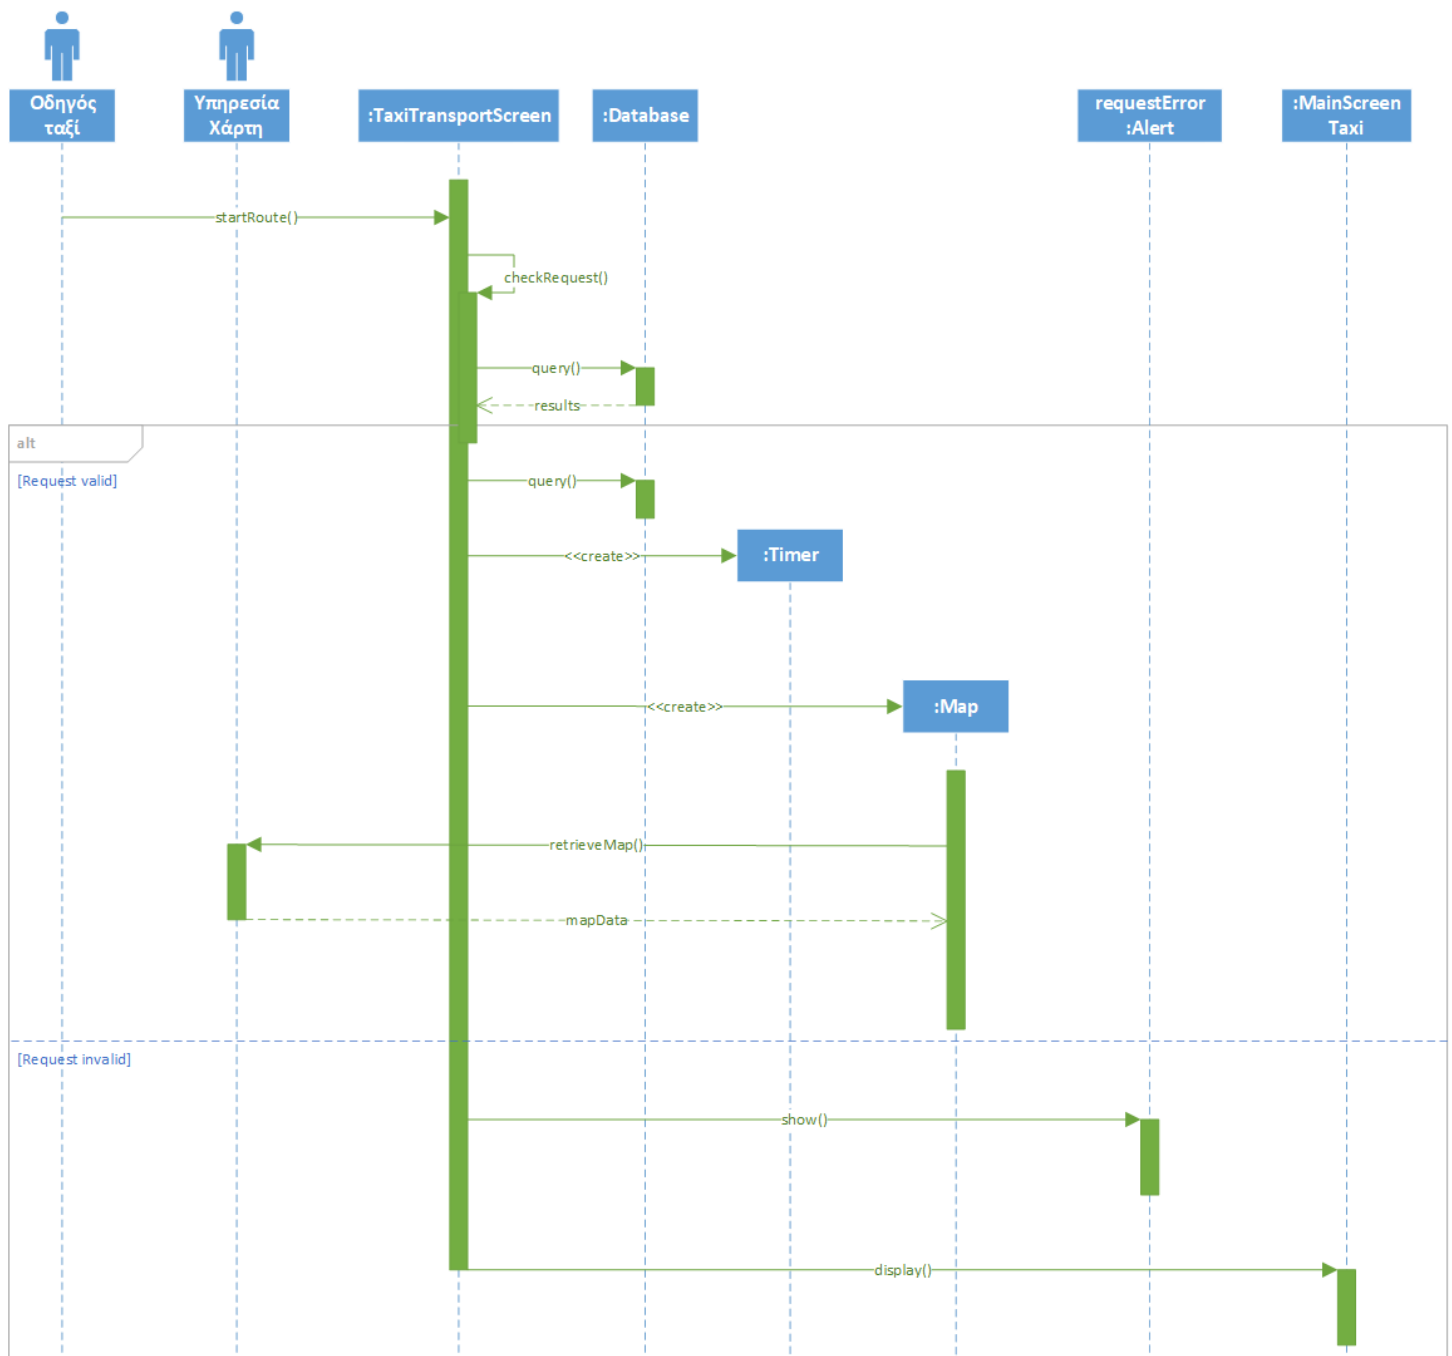 Οδηγός
ταξί
Υπηρεσία
Χάρτη
:TaxiTransportScreen
:Database
requestError
:Alert
:MainScreen
Taxi
startRoute()
checkRequest()
query()
results
alt
[Request valid]
query()
<<create>>
:Timer
<<create>>
:Map
retrieveMap()
mapData
[Request invalid]
show()
display()